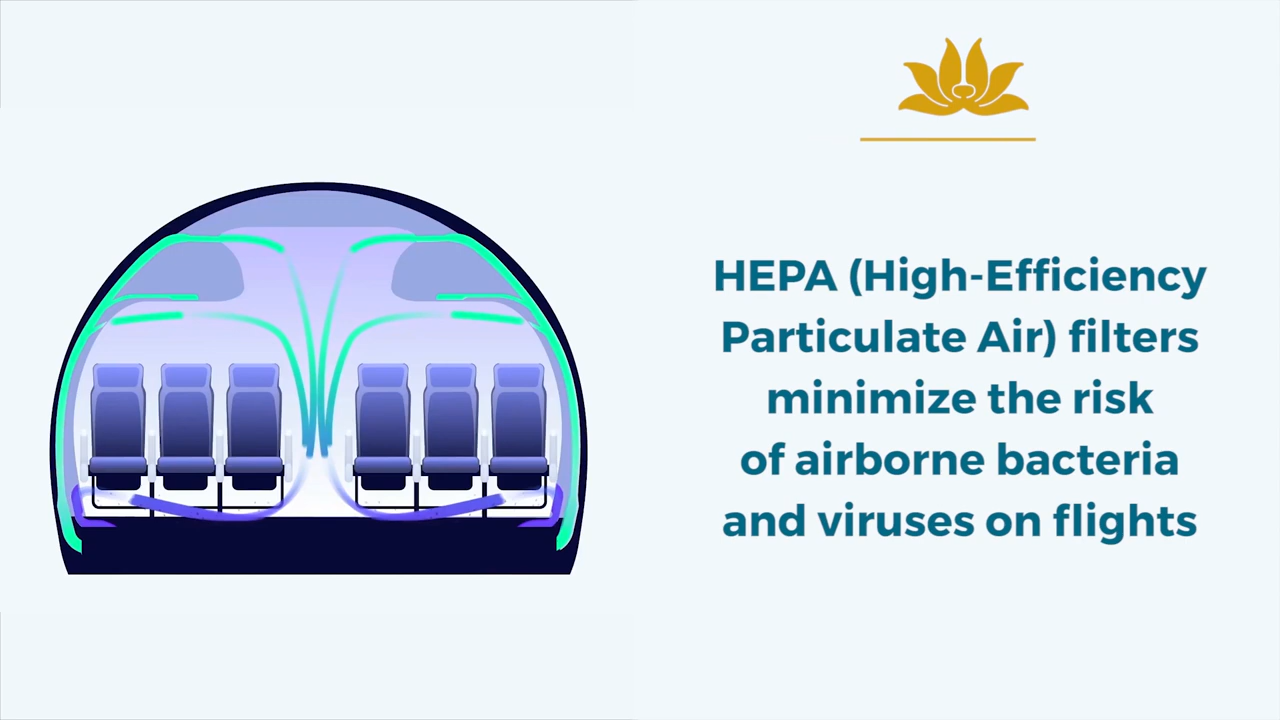 HEPA (High-Efficiency
Particulate Air) filters
minimize the risk
of airborne bacteria
and viruses on flights